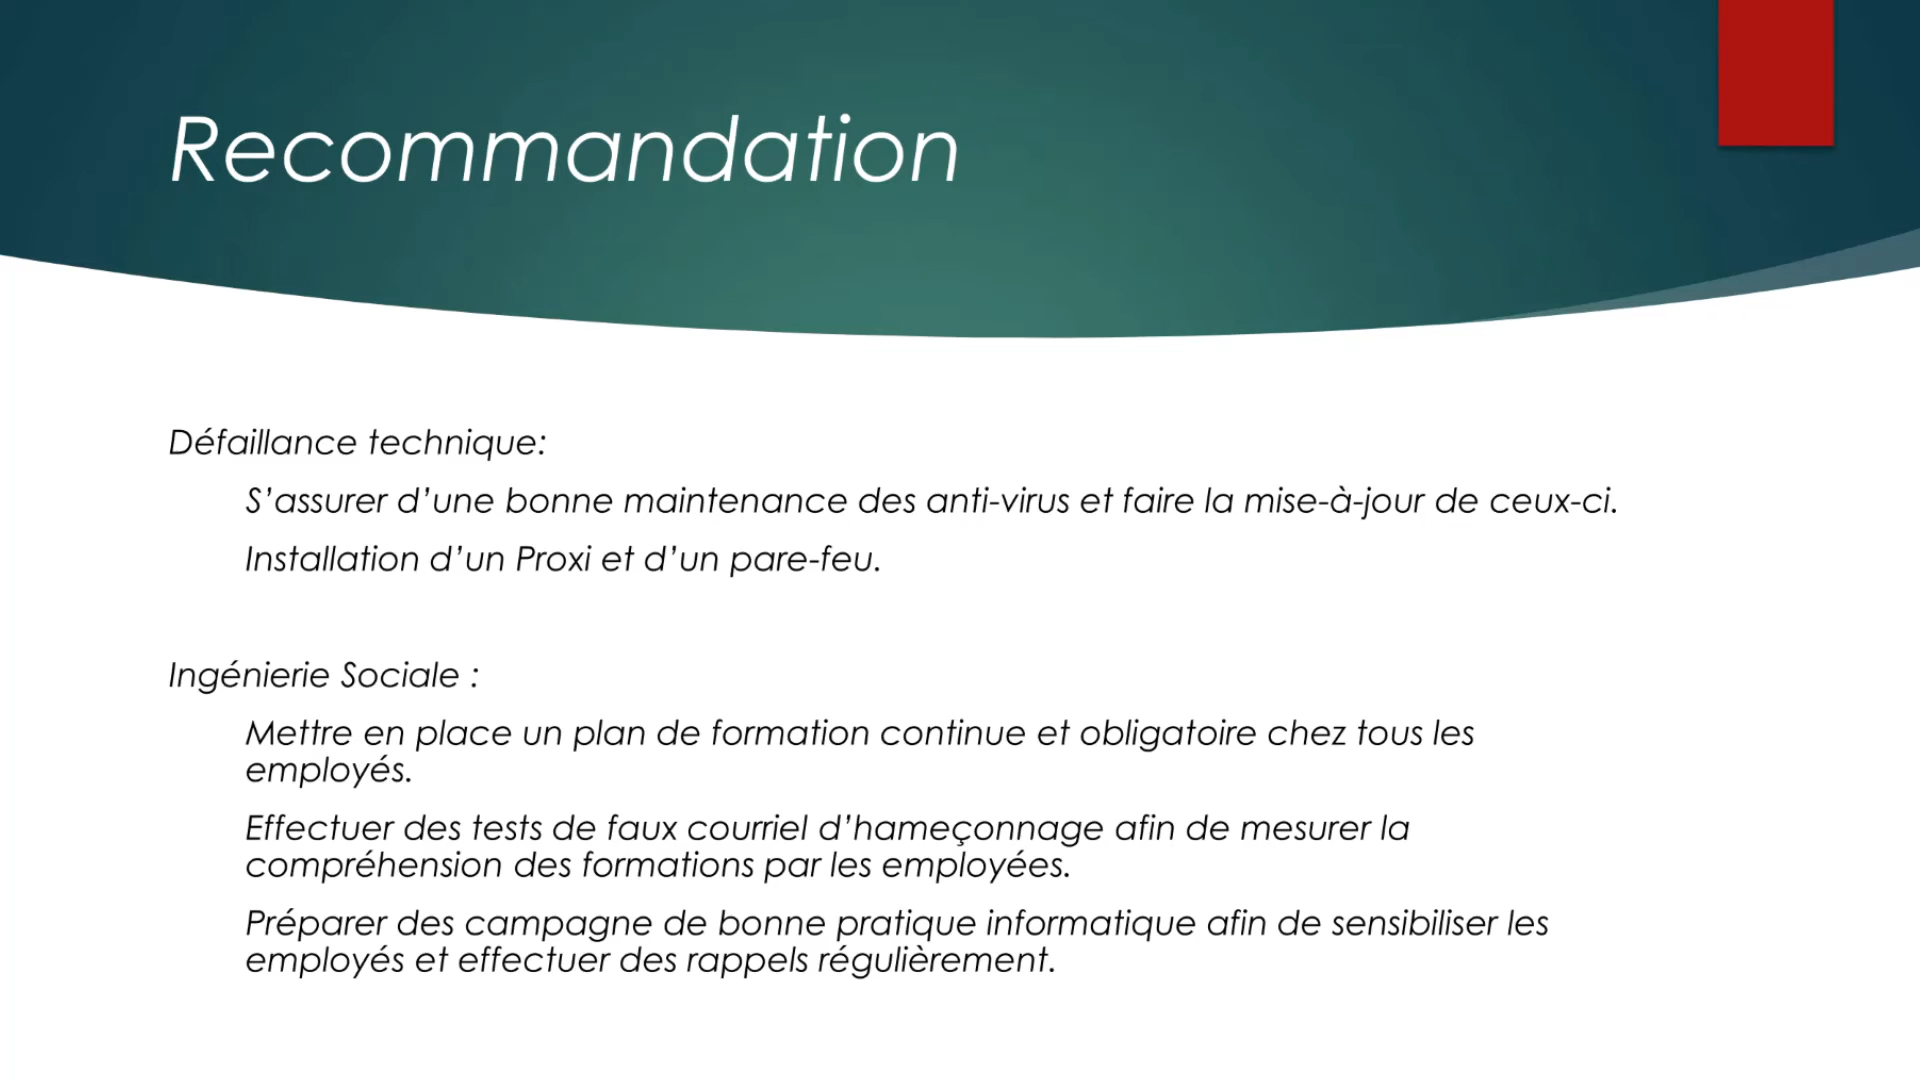 Recommandation
Défaillance technique:
S’assurer d’une bonne maintenance des anti-virus et faire la mise-à-jour de ceux-ci.
Installation d’un Proxi et d’un pare-feu.
Ingénierie Sociale :
Mettre en place un plan de formation continue et obligatoire chez tous les
employés.
Effectuer des tests de faux courriel d’hameçonnage afin de mesurer la
compréhension des formations par les employées.
Préparer des campagne de bonne pratique informatique afin de sensibiliser les
employés et effectuer des rappels régulièrement.